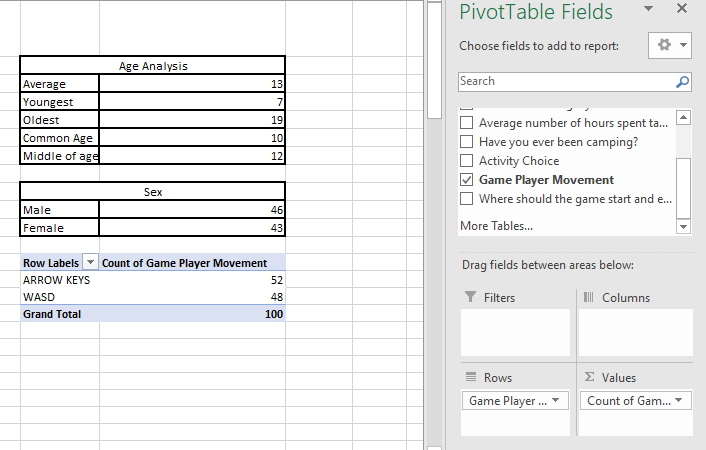 Age Analysis
Average 13
Youngest 7
Oldest 19
Common Age 10
Middle of age 12
Sex
Male 46
Female 43
Row Labels Count of Game Player Movement
ARROW KEYS 52
WASD 48
Grand Total 100
PivotTable Fields
Choose fields to add to report:
Search
Average number of hours spent ta...
Have you ever been camping?
Activity Choice
Game Player Movement
Where should the game start and e...
More Tables...
Drag fields between areas below:
Filters
Columns
Rows
Σ Values
Game Player ...
Count of Gam...